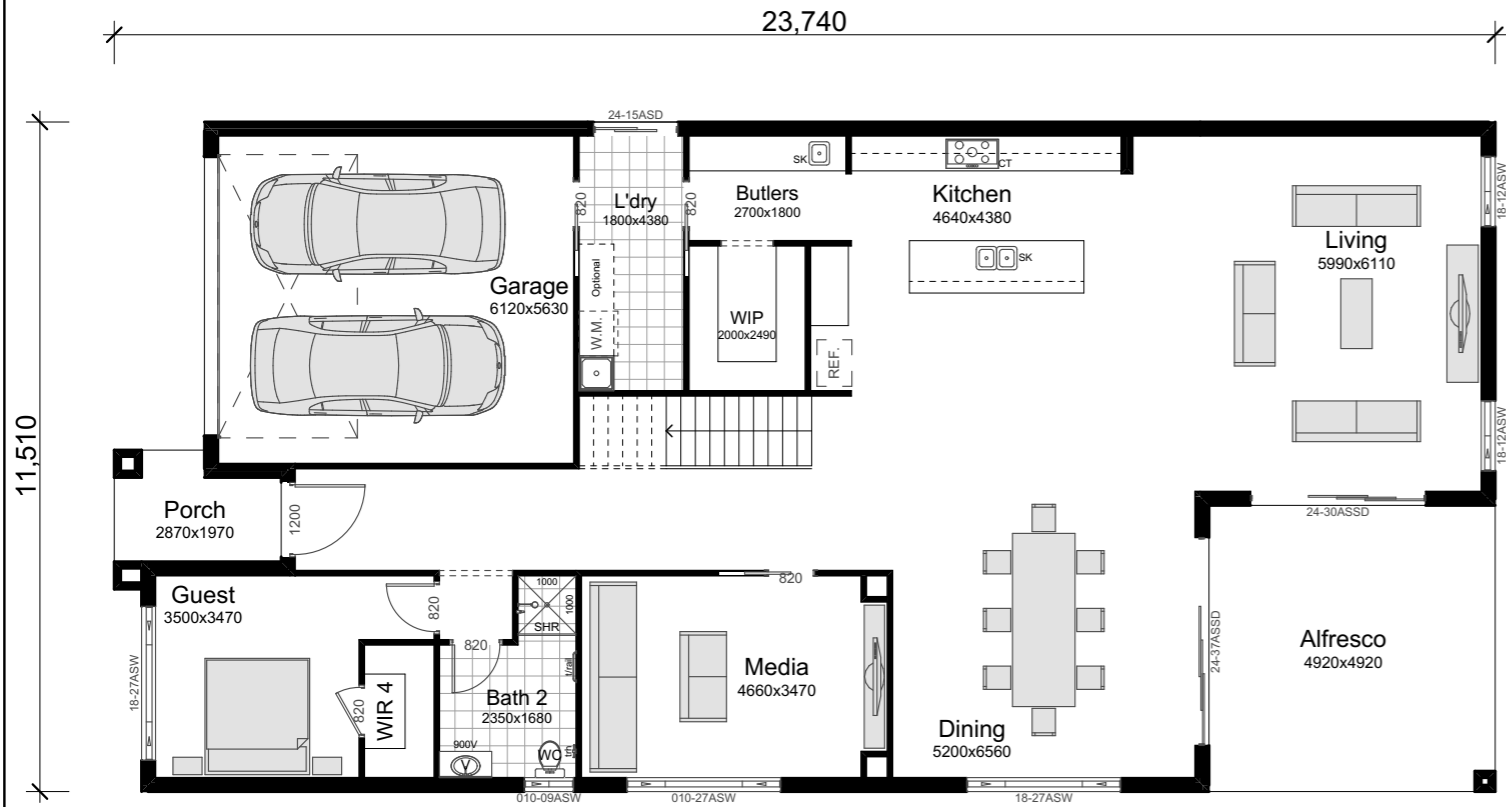 23,740
11,510
24-15ASD
SK
CT
Butlers
2700x1800
Kitchen
4640x4380
L'dry
1800x4380
820
820
18-12ASW
Living
5990x6110
SK
Optional
Garage
6120x5630
WIP
2000x2490
W.M.
REF.
18-12ASW
Porch
2870x1970
1200
24-30ASSD
820
Guest
3500x3470
820
1000
1000
SHR
820
t/rail
24-37ASSD
Alfresco
4920x4920
18-27ASW
Media
4660x3470
WIR 4
820
Bath 2
2350x1680
Dining
5200x6560
900V
V
WC
trh
010-09ASW
010-27ASW
18-27ASW